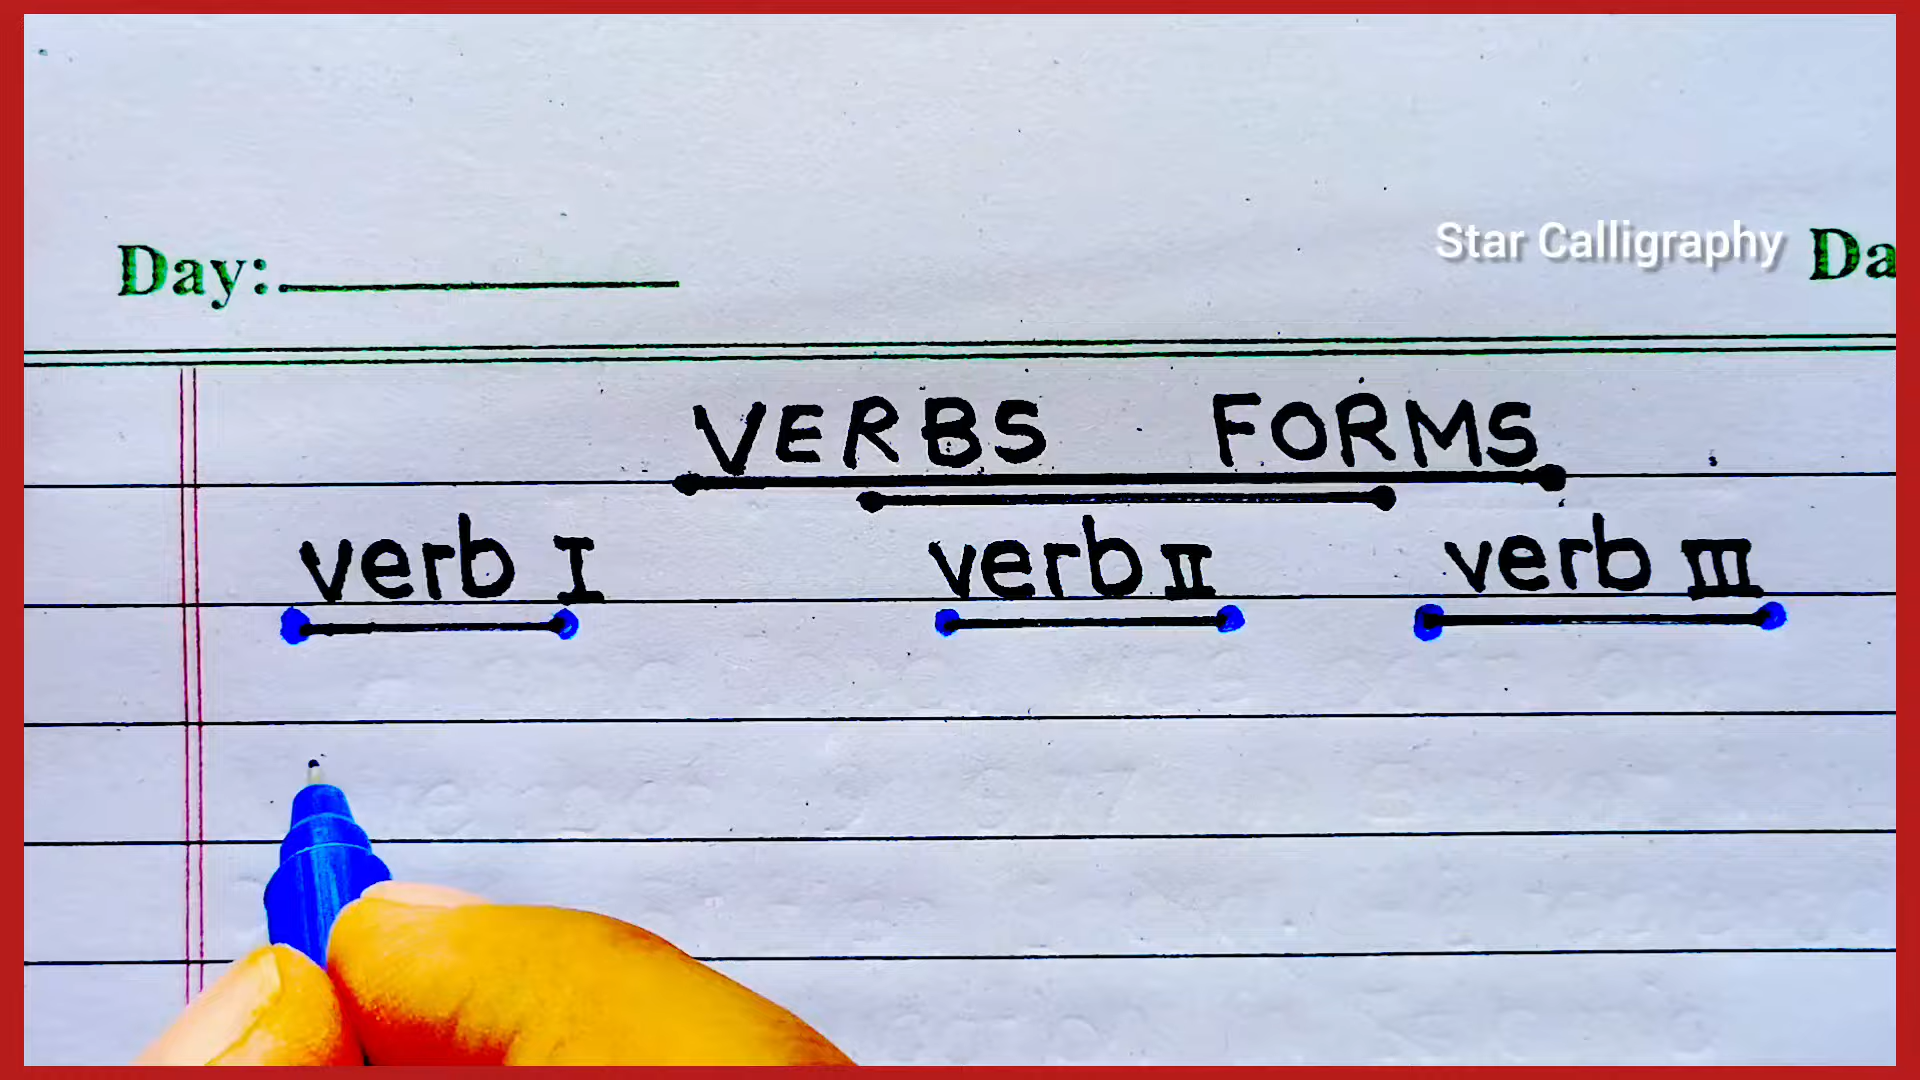 Star Calligraphy
Day:
Da
VERBS FORMS
verb I verb II verb III